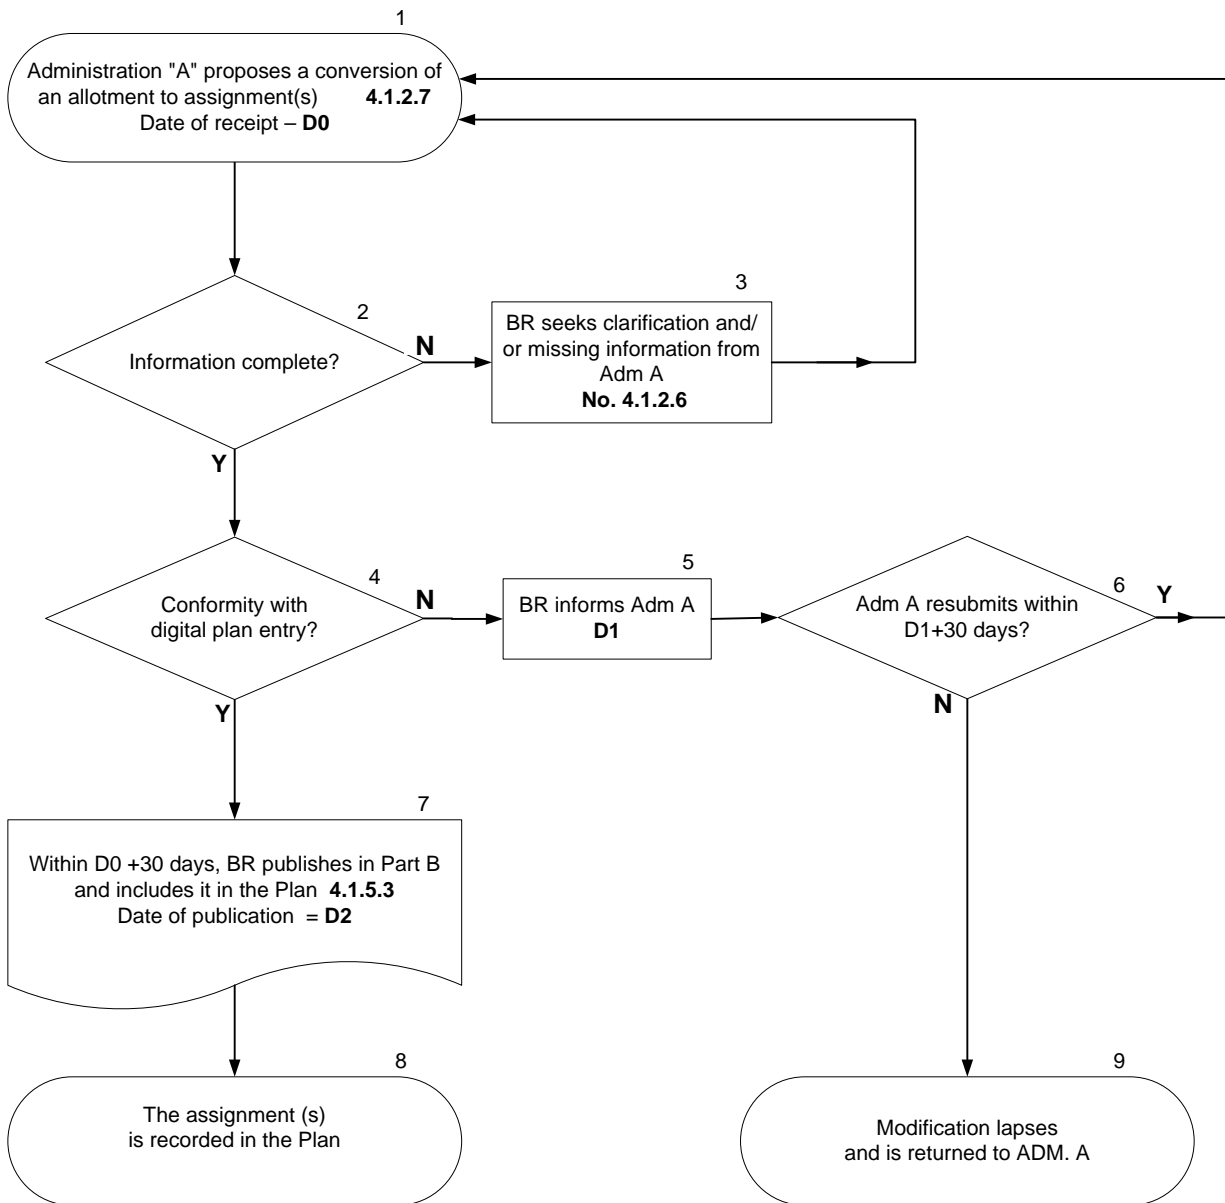 1
Administration "A" proposes a conversion of
an allotment to assignment(s) 4.1.2.7
Date of receipt – D0
2
Information complete?
N
Y
3
BR seeks clarification and/
or missing information from
Adm A
No. 4.1.2.6
4
Conformity with
digital plan entry?
N
Y
5
BR informs Adm A
D1
6
Adm A resubmits within
D1+30 days?
Y
N
7
Within D0 +30 days, BR publishes in Part B
and includes it in the Plan 4.1.5.3
Date of publication = D2
8
The assignment (s)
is recorded in the Plan
9
Modification lapses
and is returned to ADM. A